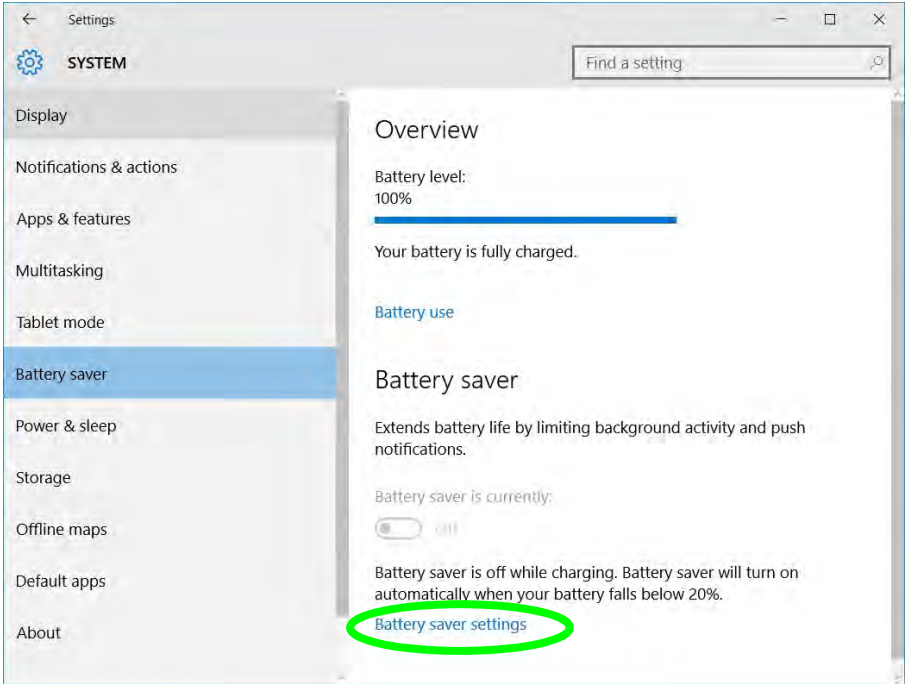 Settings
SYSTEM
Find a setting
Display
Notifications & actions
Apps & features
Multitasking
Tablet mode
Battery saver
Power & sleep
Storage
Offline maps
Default apps
About
Overview
Battery level:
100%
Your battery is fully charged.
Battery use
Battery saver
Extends battery life by limiting background activity and push
notifications.
Battery saver is currently:
Off
Battery saver is off while charging. Battery saver will turn on
automatically when your battery falls below 20%.
Battery saver settings